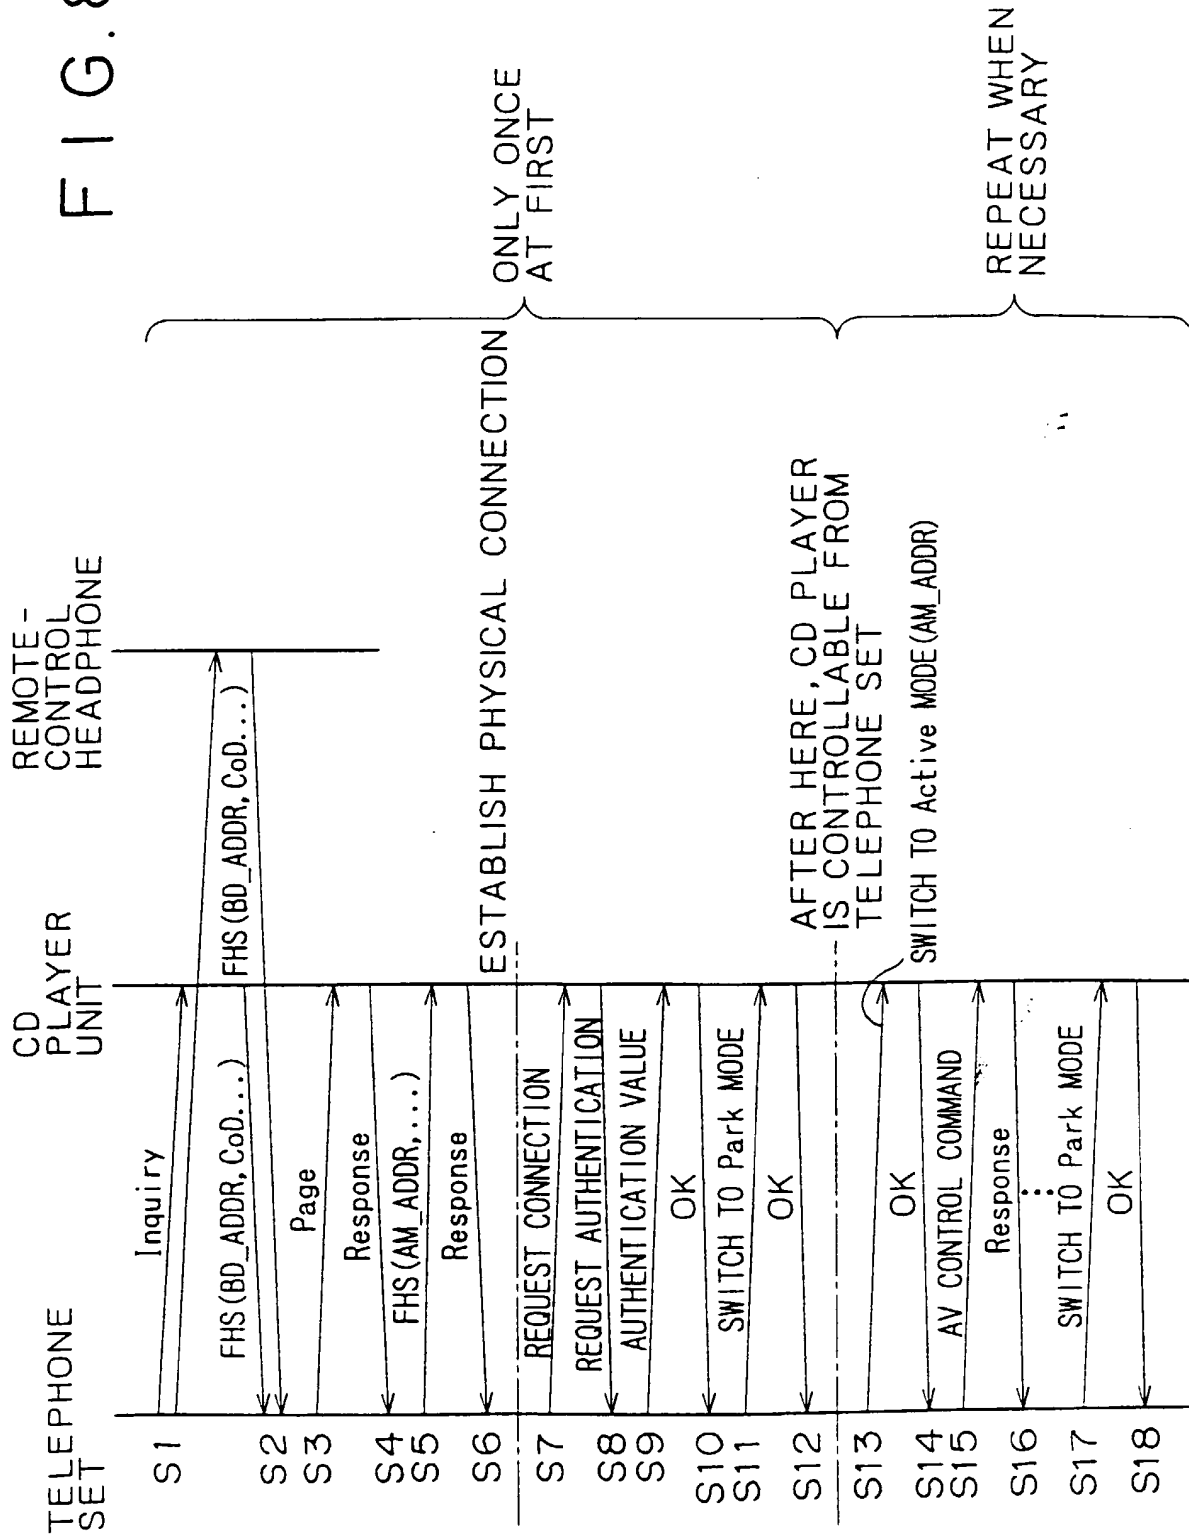 FIG. 8
TELEPHONE
SET
CD
PLAYER
UNIT
REMOTE-
CONTROL
HEADPHONE
S1
Inquiry
FHS(BD_ADDR, CoD...)
FHS(BD_ADDR, CoD...)
S2
S3
Page
S4
Response
S5
FHS(AM_ADDR,...)
S6
Response
ESTABLISH PHYSICAL CONNECTION
ONLY ONCE
AT FIRST
S7
REQUEST CONNECTION
S8
REQUEST AUTHENTICATION
S9
AUTHENTICATION VALUE
S10
OK
S11
SWITCH TO Park MODE
S12
OK
AFTER HERE, CD PLAYER
IS CONTROLLABLE FROM
TELEPHONE SET
S13
SWITCH TO Active MODE(AM_ADDR)
S14
OK
S15
AV CONTROL COMMAND
S16
Response
S17
SWITCH TO Park MODE
S18
OK
REPEAT WHEN
NECESSARY